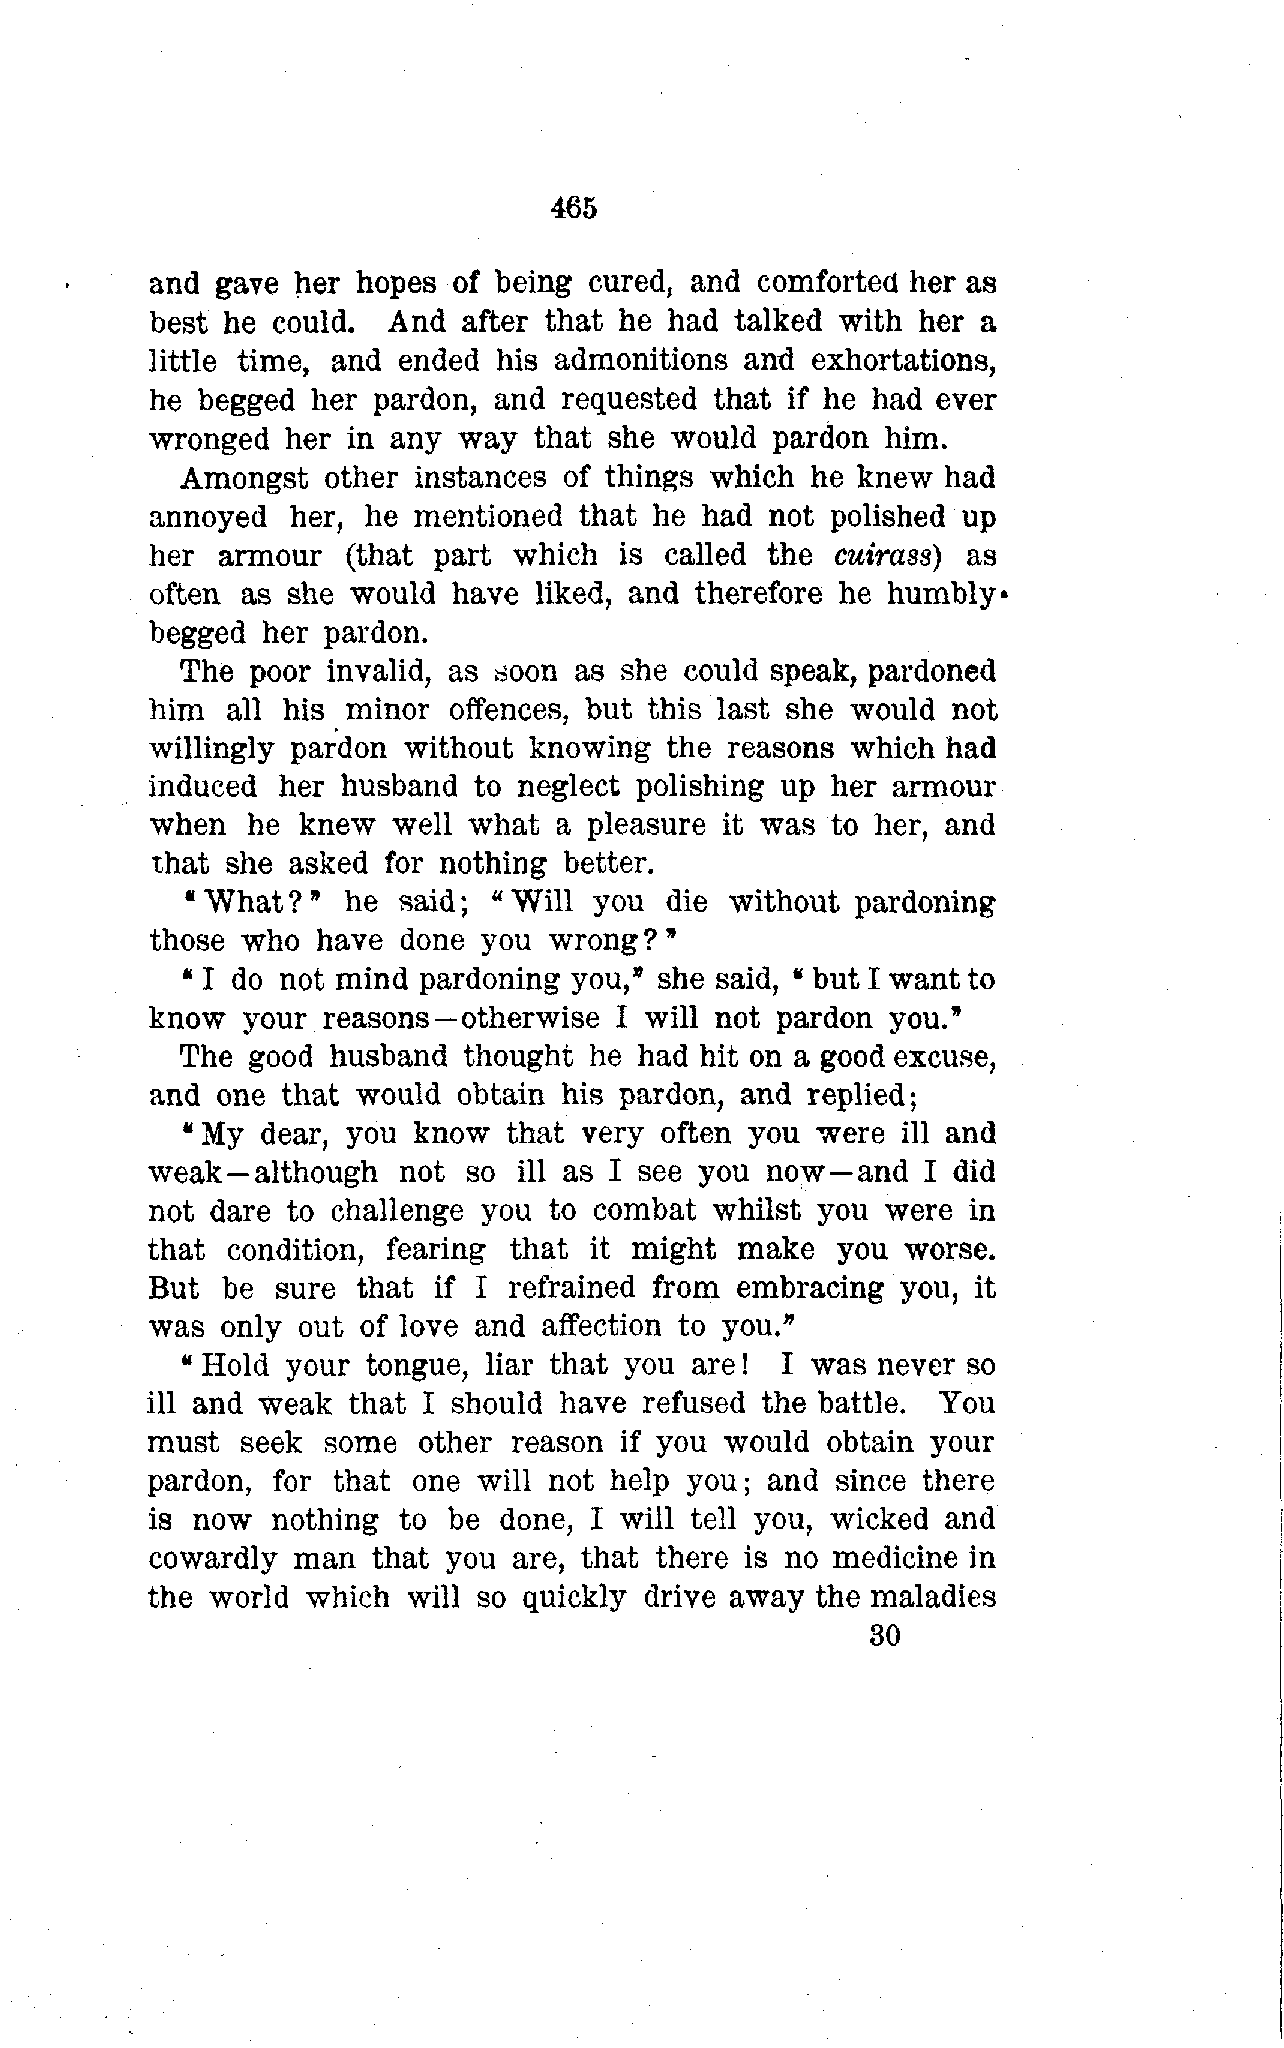 465
and gave her hopes of being cured, and comforted her as
best he could. And after that he had talked with her a
little time, and ended his admonitions and exhortations,
he begged her pardon, and requested that if he had ever
wronged her in any way that she would pardon him.
Amongst other instances of things which he knew had
annoyed her, he mentioned that he had not polished up
her armour (that part which is called the cuirass) as
often as she would have liked, and therefore he humbly
begged her pardon.
The poor invalid, as soon as she could speak, pardoned
him all his minor offences, but this last she would not
willingly pardon without knowing the reasons which had
induced her husband to neglect polishing up her armour
when he knew well what a pleasure it was to her, and
that she asked for nothing better.
“What?” he said; “Will you die without pardoning
those who have done you wrong?”
“I do not mind pardoning you,” she said, “but I want to
know your reasons—otherwise I will not pardon you.”
The good husband thought he had hit on a good excuse,
and one that would obtain his pardon, and replied;
“My dear, you know that very often you were ill and
weak—although not so ill as I see you now—and I did
not dare to challenge you to combat whilst you were in
that condition, fearing that it might make you worse.
But be sure that if I refrained from embracing you, it
was only out of love and affection to you.”
“Hold your tongue, liar that you are! I was never so
ill and weak that I should have refused the battle. You
must seek some other reason if you would obtain your
pardon, for that one will not help you; and since there
is now nothing to be done, I will tell you, wicked and
cowardly man that you are, that there is no medicine in
the world which will so quickly drive away the maladies
30